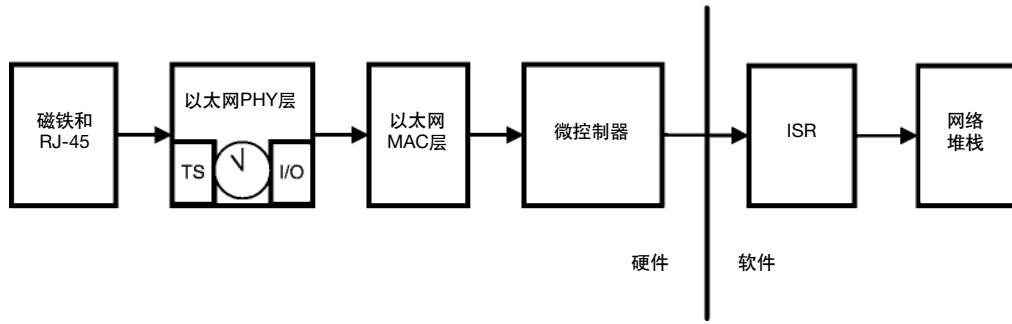 磁铁和
RJ-45
以太网PHY层
TS
I/O
以太网
MAC层
微控制器
ISR
网络
堆栈
硬件
软件